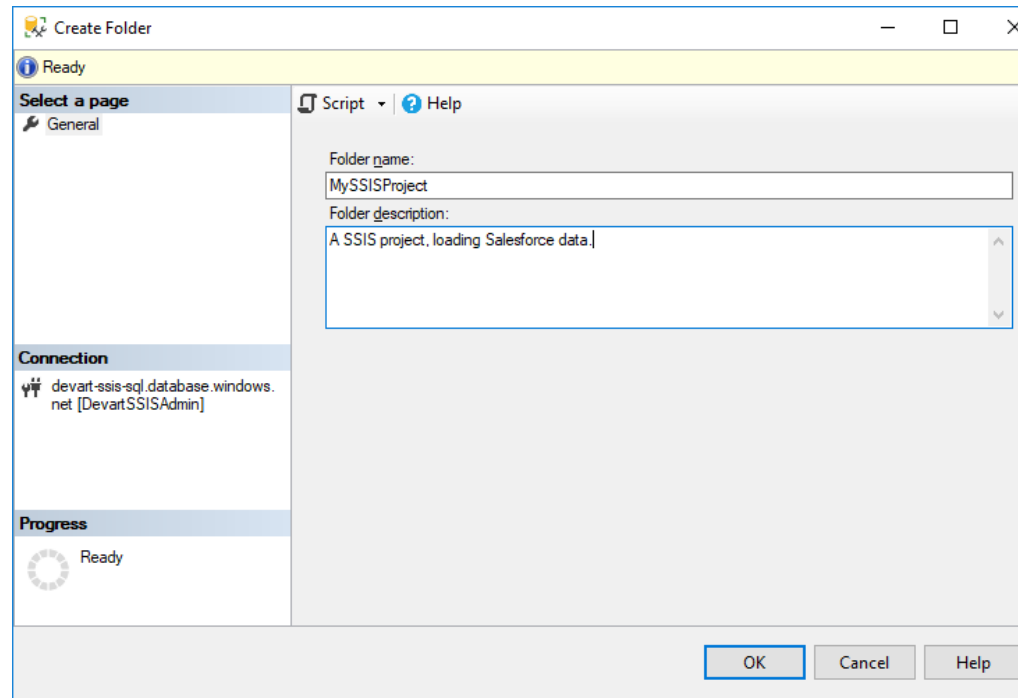 Create Folder
Ready
Select a page
General
Script
Help
Folder name:
MySSISProject
Folder description:
A SSIS project, loading Salesforce data.
Connection
devart-ssis-sql.database.windows.
net [DevartSSISAdmin]
Progress
Ready
OK
Cancel
Help